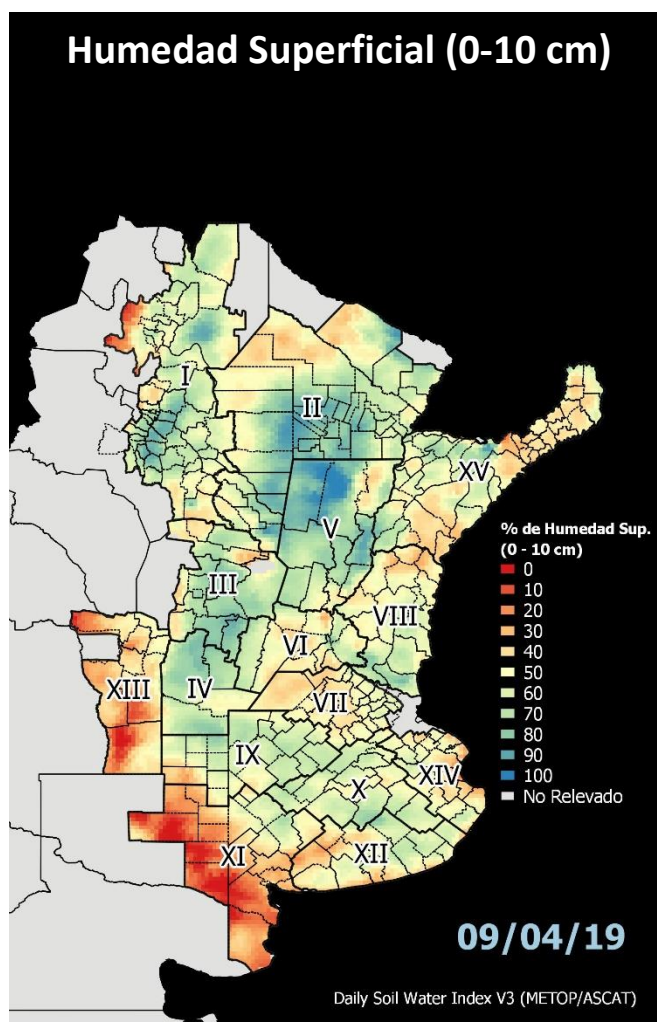 Humedad Superficial (0-10 cm)
I
II
XV
V
III
VIII
VI
XIII
IV
VII
IX
XIV
X
XI
XII
% de Humedad Sup.
(0 - 10 cm)
0
10
20
30
40
50
60
70
80
90
100
No Relevado
09/04/19
Daily Soil Water Index V3 (METOP/ASCAT)